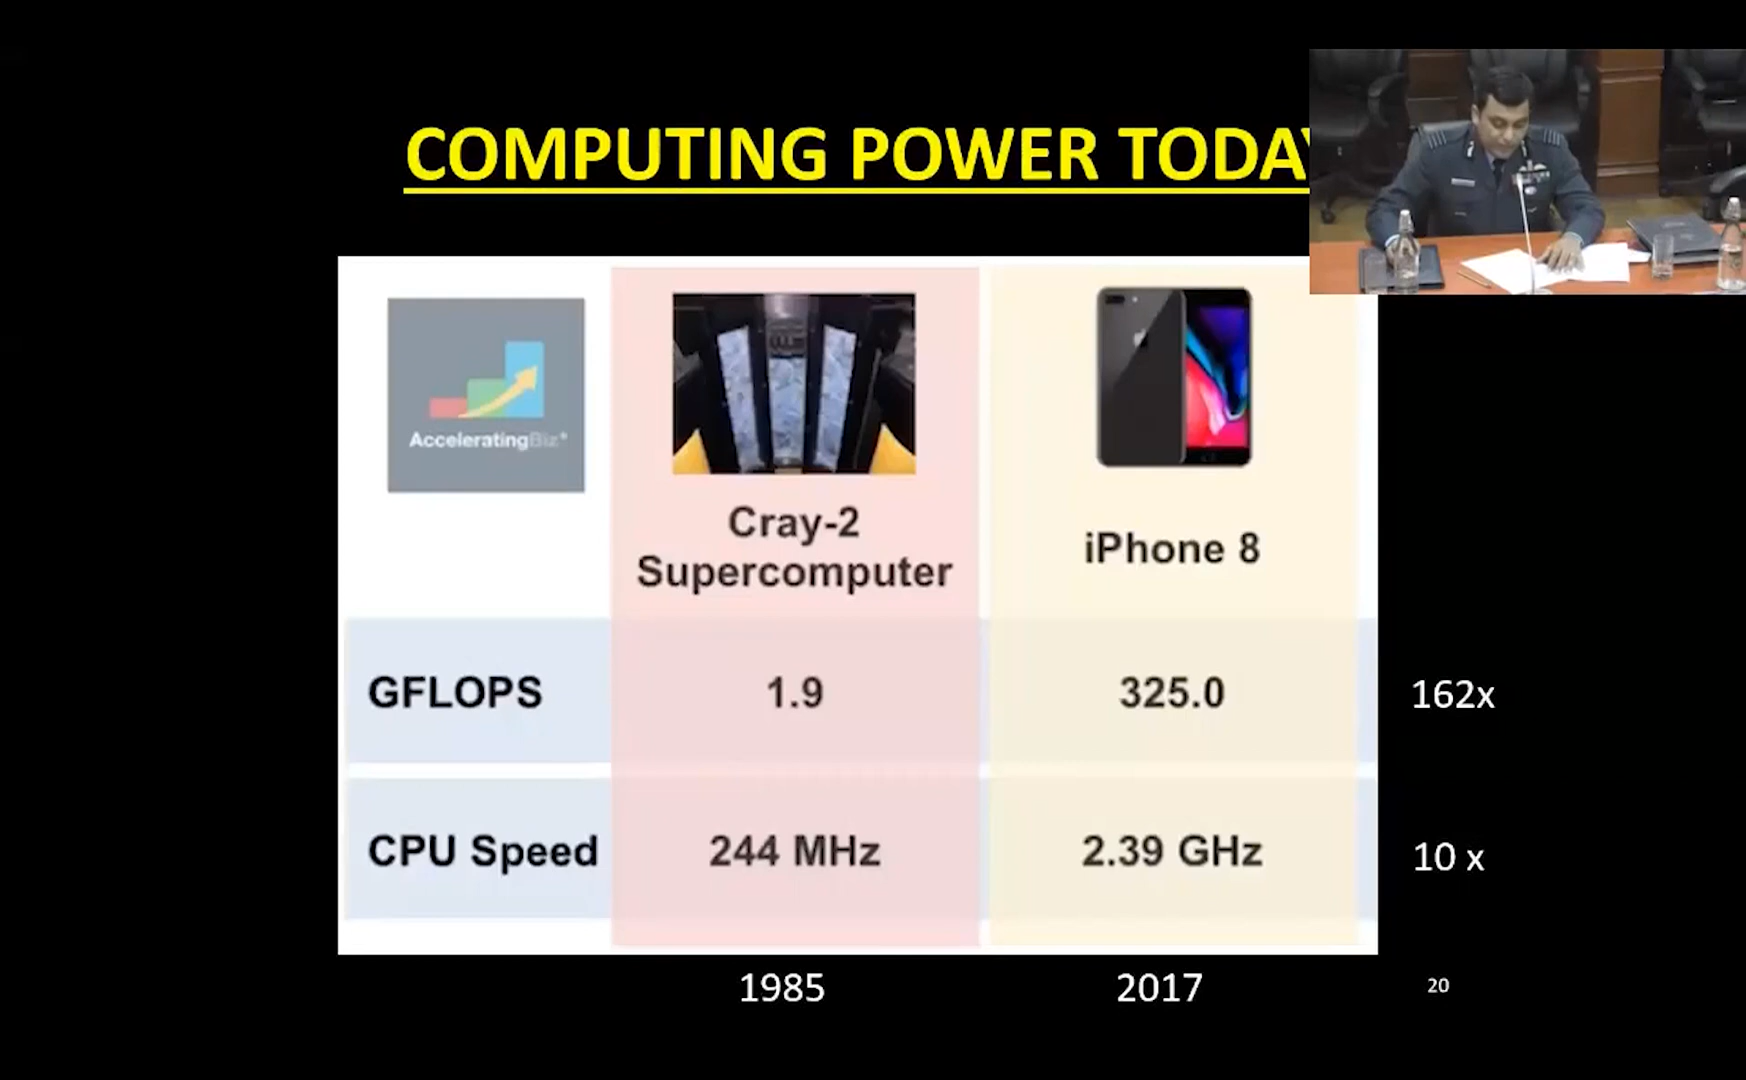 COMPUTING POWER TODAY
AcceleratingBiz+
Cray-2
Supercomputer
iPhone 8
GFLOPS
1.9
325.0
162x
CPU Speed
244 MHz
2.39 GHz
10 x
1985
2017
20